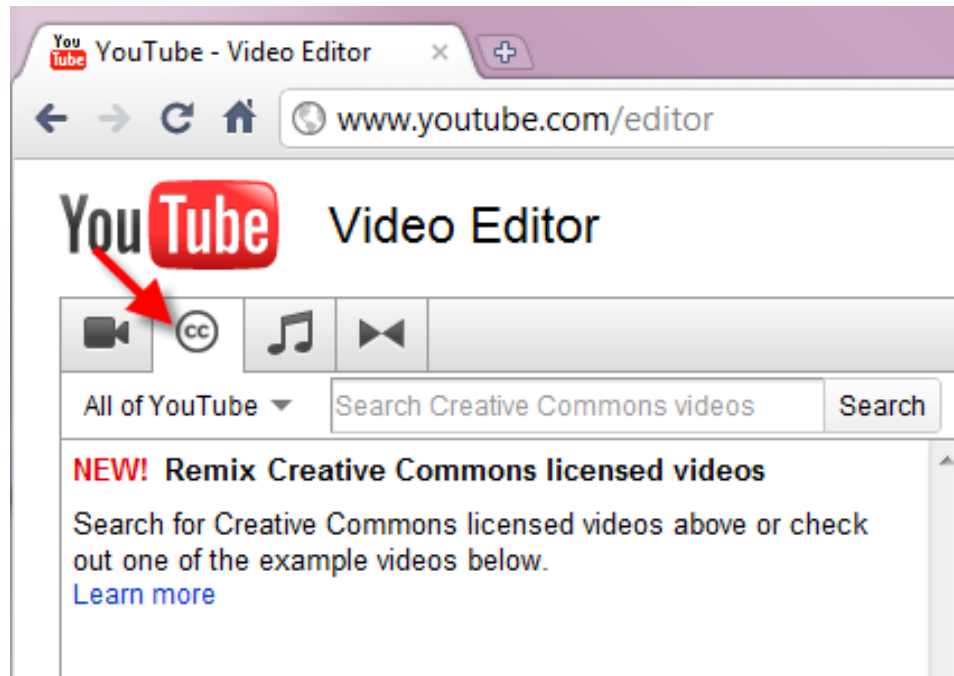 You Tube YouTube - Video Editor
www.youtube.com/editor
You Tube Video Editor
cc
All of YouTube Search Creative Commons videos Search
NEW! Remix Creative Commons licensed videos
Search for Creative Commons licensed videos above or check
out one of the example videos below.
Learn more